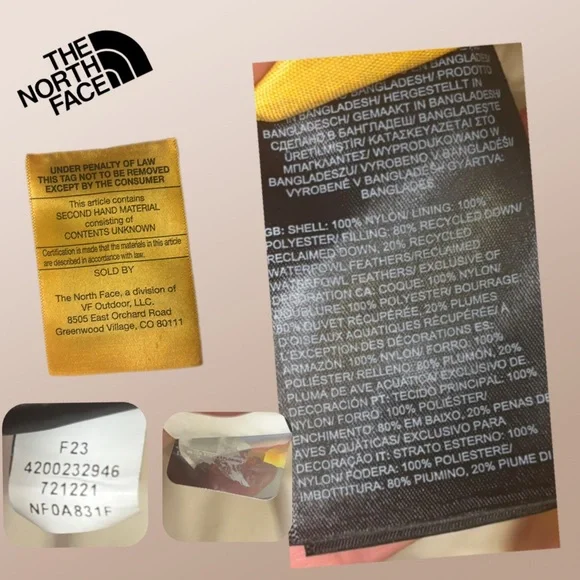 THE
NORTH
FACE
UNDER PENALTY OF LAW
THIS TAG NOT TO BE REMOVED
EXCEPT BY THE CONSUMER
This article contains
SECOND HAND MATERIAL
consisting of
CONTENTS UNKNOWN
Certification is made that the materials in this article
are described in accordance with law.
SOLD BY
The North Face, a division of
VF Outdoor, LLC.
8505 East Orchard Road
Greenwood Village, CO 80111
IN BANGLADESH/ PRODOTTO
IN BANGLADESH/ HERGESTELLT IN
BANGLADESCH/ GEMAAKT IN BANGLADESH/
СДЕЛАНО В БАНГЛАДЕШ/ BANGLADEŞ'TE
ÜRETİLMİŞTİR/ ΚΑΤΑΣΚΕΥΑΖΕΤΑΙ ΣΤΟ
ΜΠΑΓΚΛΑΝΤΕΣ/ WYPRODUKOWANO W
BANGLADESZU/ VYROBENO V BANGLADÉŠI/
VYROBENÉ V BANGLADÉŠI/ GYÁRTVA:
BANGLADES
GB: SHELL: 100% NYLON/ LINING: 100%
POLYESTER/ FILLING: 80% RECYCLED DOWN/
RECLAIMED DOWN, 20% RECYCLED
WATERFOWL FEATHERS/RECLAIMED
WATERFOWL FEATHERS/ EXCLUSIVE OF
DECORATION CA: COQUE: 100% NYLON/
DOUBLURE: 100% POLYESTER/ BOURRAGE:
80% DUVET RÉCUPÉRÉE, 20% PLUMES
D'OISEAUX AQUATIQUES RÉCUPÉRÉE/
L'EXCEPTION DES DÉCORATIONS ES:
ARMAZÓN: 100% NYLON/ FORRO: 100%
POLIÉSTER/ RELLENO: 80% PLUMÓN, 20%
PLUMA DE AVE ACUÁTICA/ EXCLUSIVO DE
DECORACIÓN PT: TECIDO PRINCIPAL: 100%
NYLON/ FORRO: 100% POLIÉSTER/
ENCHIMENTO: 80% EM BAIXO, 20% PENAS DE
AVES AQUÁTICAS/ EXCLUSIVO PARA
DECORAÇÃO IT: STRATO ESTERNO: 100%
NYLON/ FODERA: 100% POLIESTERE/
IMBOTTITURA: 80% PIUMINO, 20% PIUME DI
F23
4200232946
721221
NF0A831F